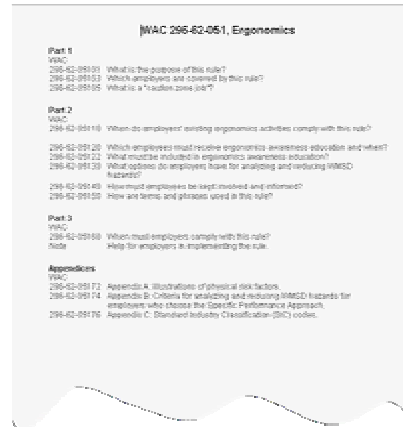 WAC 296-62-051, Ergonomics
Part 1
WAC
296-62-05101 What is the purpose of this rule?
296-62-05103 Which employers are covered by this rule?
296-62-05105 What is a "caution zone job"?
Part 2
WAC
296-62-05110 When do employers' existing ergonomics activities comply with this rule?
296-62-05120 Which employees must receive ergonomics awareness education and when?
296-62-05122 What must be included in ergonomics awareness education?
296-62-05130 What options do employers have for analyzing and reducing WMSD
hazards?
296-62-05140 How must employees be kept involved and informed?
296-62-05150 How are terms and phrases used in this rule?
Part 3
WAC
296-62-05160 When must employers comply with this rule?
Note Help for employers in implementing the rule.
Appendices
WAC
296-62-05172 Appendix A: Illustrations of physical risk factors.
296-62-05174 Appendix B: Criteria for analyzing and reducing WMSD hazards for
employers who choose the Specific Performance Approach.
296-62-05176 Appendix C: Standard Industry Classification (SIC) codes.